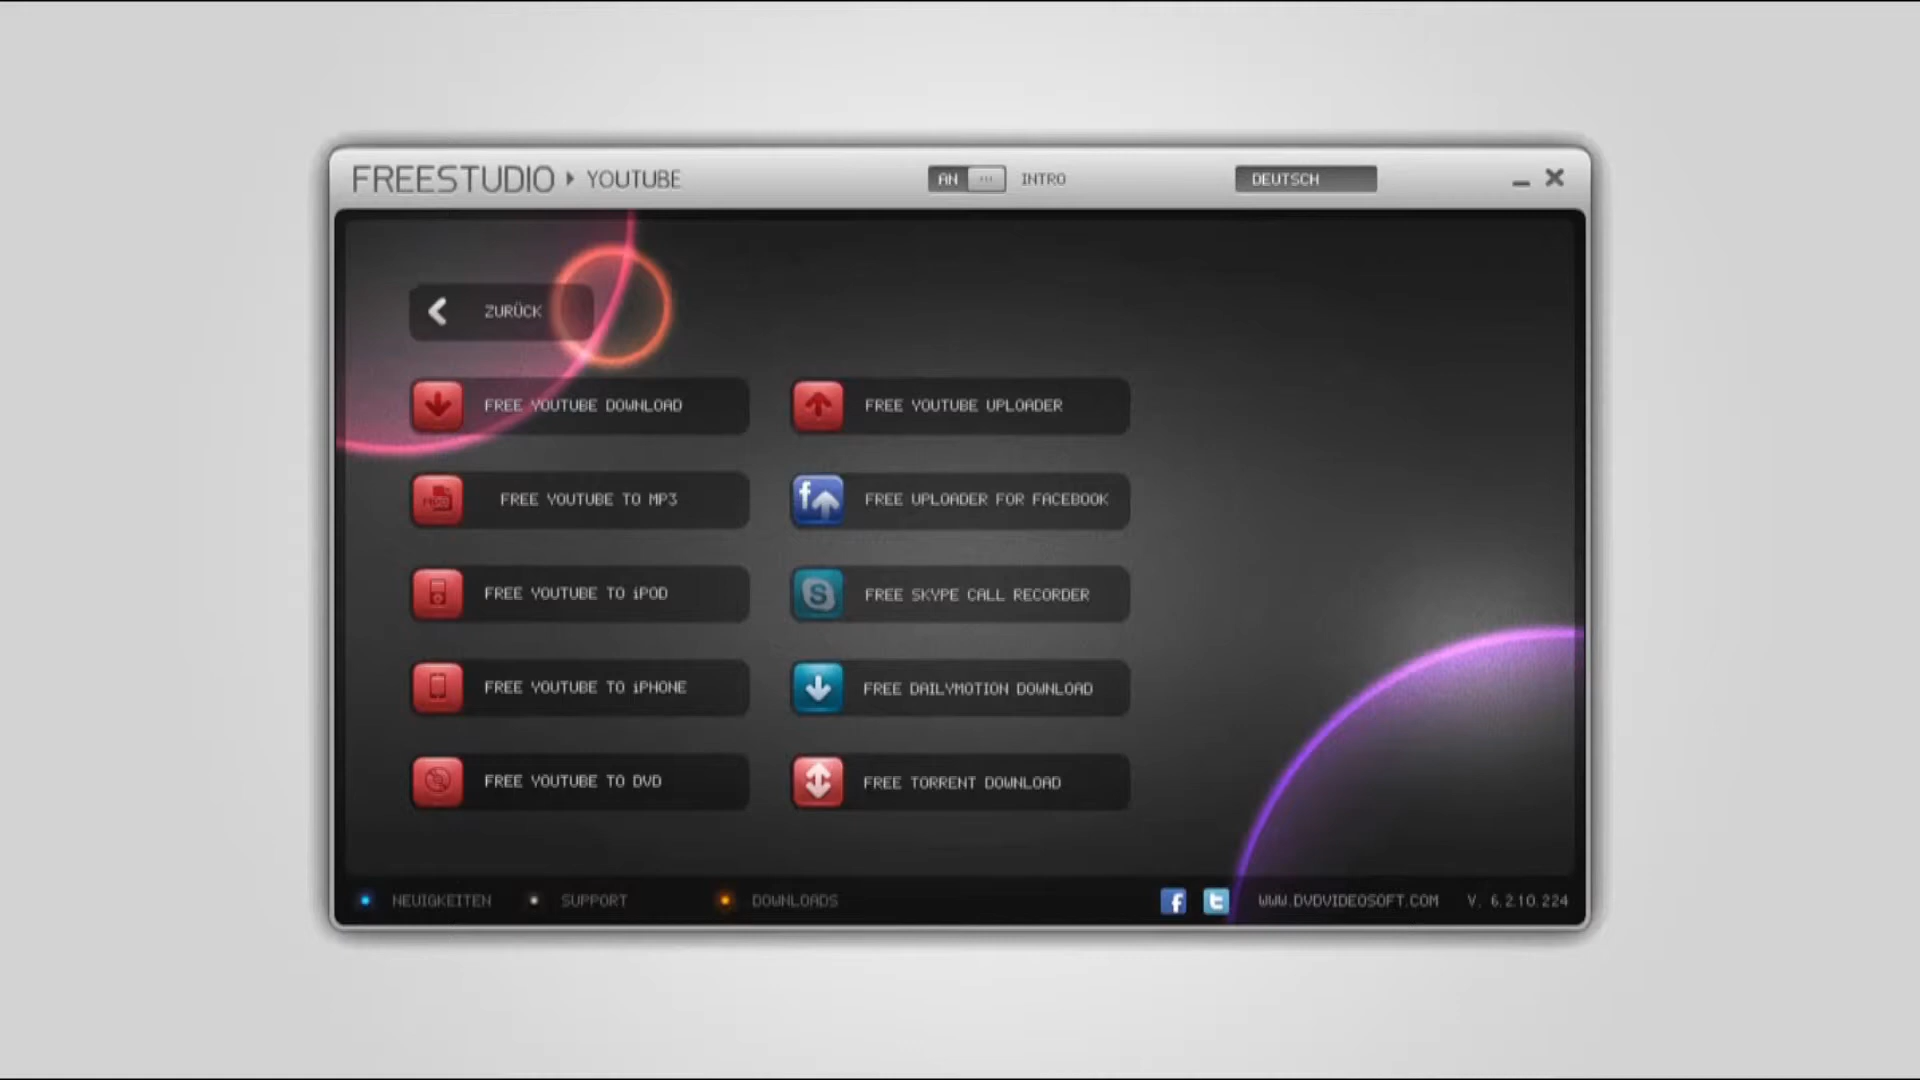 FREESTUDIO YOUTUBE
AN INTRO
DEUTSCH
ZURÜCK
FREE YOUTUBE DOWNLOAD
FREE YOUTUBE TO MP3
FREE YOUTUBE TO iPOD
FREE YOUTUBE TO iPHONE
FREE YOUTUBE TO DVD
FREE YOUTUBE UPLOADER
FREE UPLOADER FOR FACEBOOK
FREE SKYPE CALL RECORDER
FREE DAILYMOTION DOWNLOAD
FREE TORRENT DOWNLOAD
NEUIGKEITEN SUPPORT DOWNLOADS
WWW.DVDVIDEOSOFT.COM V. 6.2.10.224